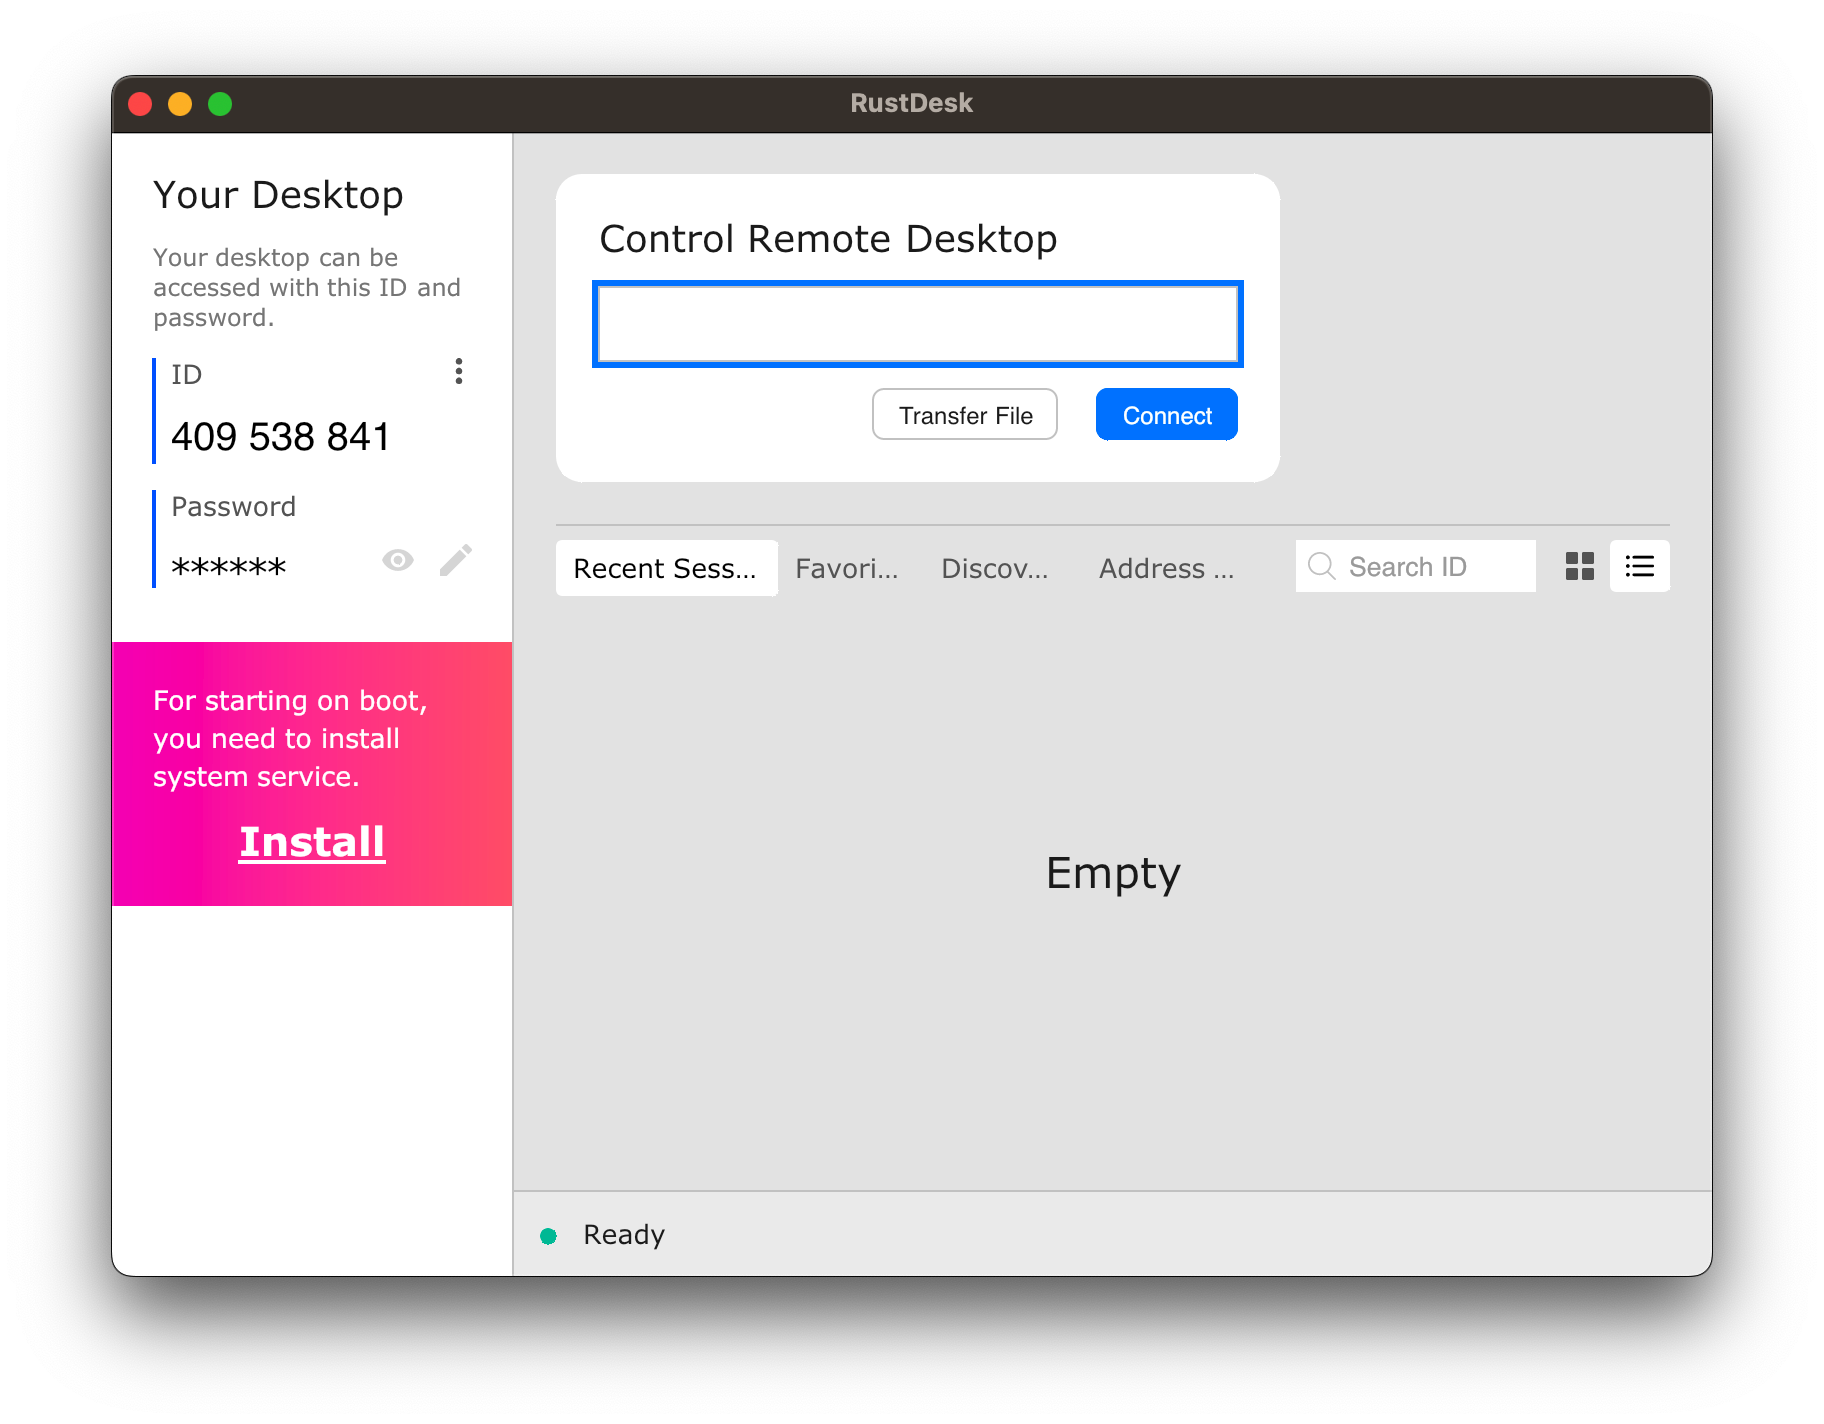 RustDesk
Your Desktop
Your desktop can be
accessed with this ID and
password.
ID
409 538 841
Password
******
For starting on boot,
you need to install
system service.
Install
Control Remote Desktop
Transfer File
Connect
Recent Sess...
Favori...
Discov...
Address ...
Search ID
Empty
Ready